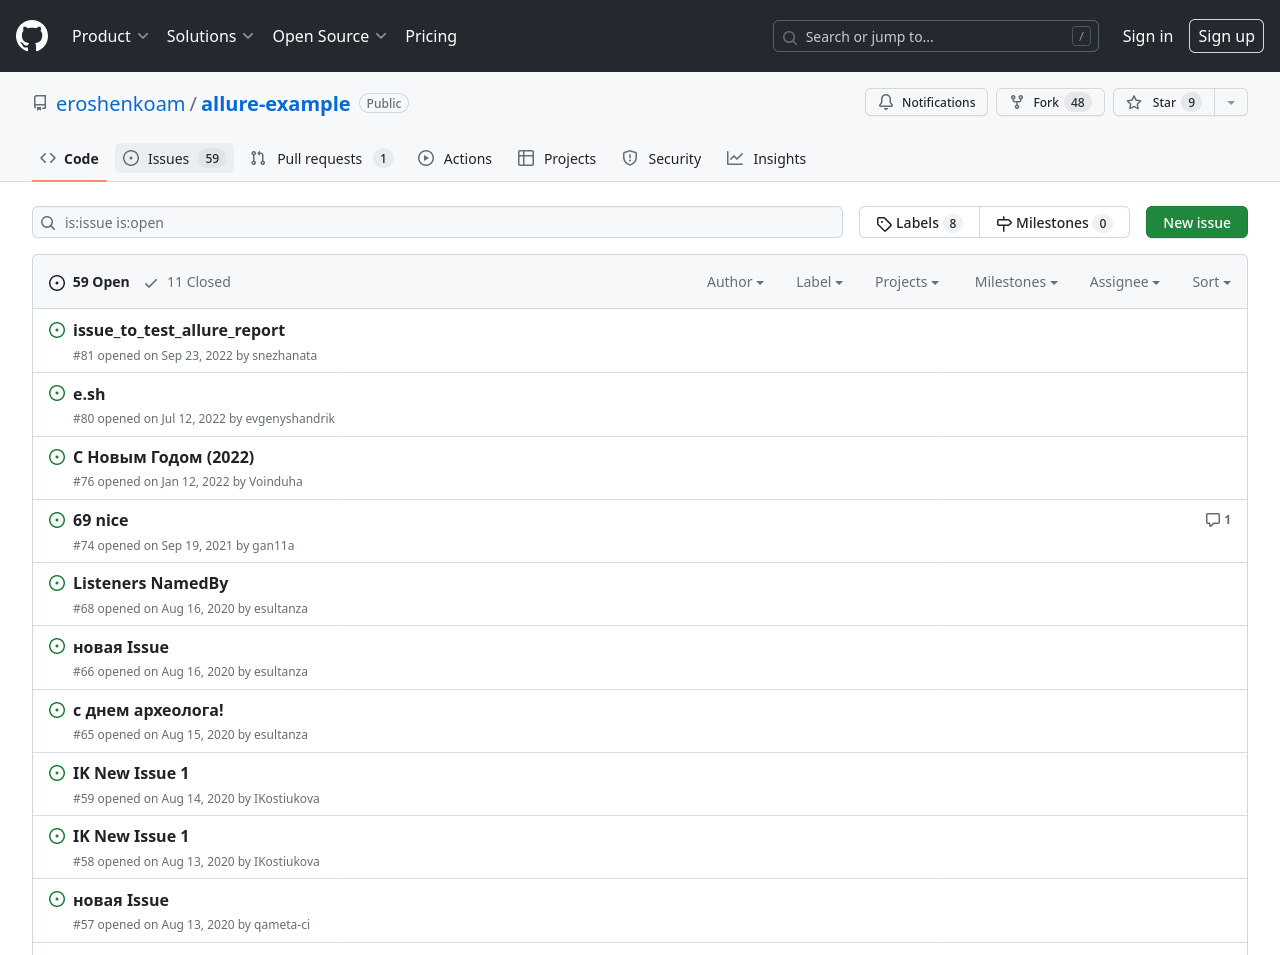 Product Solutions Open Source Pricing Search or jump to... / Sign in Sign up
eroshenkoam / allure-example Public Notifications Fork 48 Star 9
Code Issues 59 Pull requests 1 Actions Projects Security Insights
is:issue is:open Labels 8 Milestones 0 New issue
59 Open 11 Closed Author Label Projects Milestones Assignee Sort
issue_to_test_allure_report
#81 opened on Sep 23, 2022 by snezhanata
e.sh
#80 opened on Jul 12, 2022 by evgenyshandrik
С Новым Годом (2022)
#76 opened on Jan 12, 2022 by Voinduha
69 nice 1
#74 opened on Sep 19, 2021 by gan11a
Listeners NamedBy
#68 opened on Aug 16, 2020 by esultanza
новая Issue
#66 opened on Aug 16, 2020 by esultanza
с днем археолога!
#65 opened on Aug 15, 2020 by esultanza
IK New Issue 1
#59 opened on Aug 14, 2020 by IKostiukova
IK New Issue 1
#58 opened on Aug 13, 2020 by IKostiukova
новая Issue
#57 opened on Aug 13, 2020 by qameta-ci